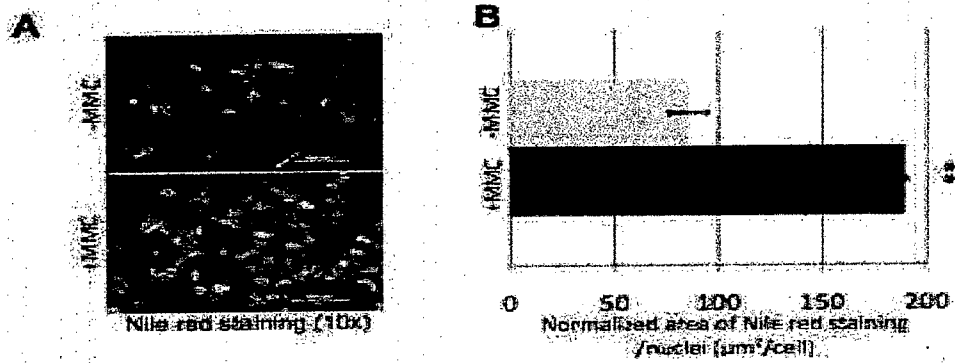 A
-MMC
+MMC
Nile red staining (10x)
B
-MMC
+MMC
**
0 50 100 150 200
Normalized area of Nile red staining
/nuclei [µm²/cell]